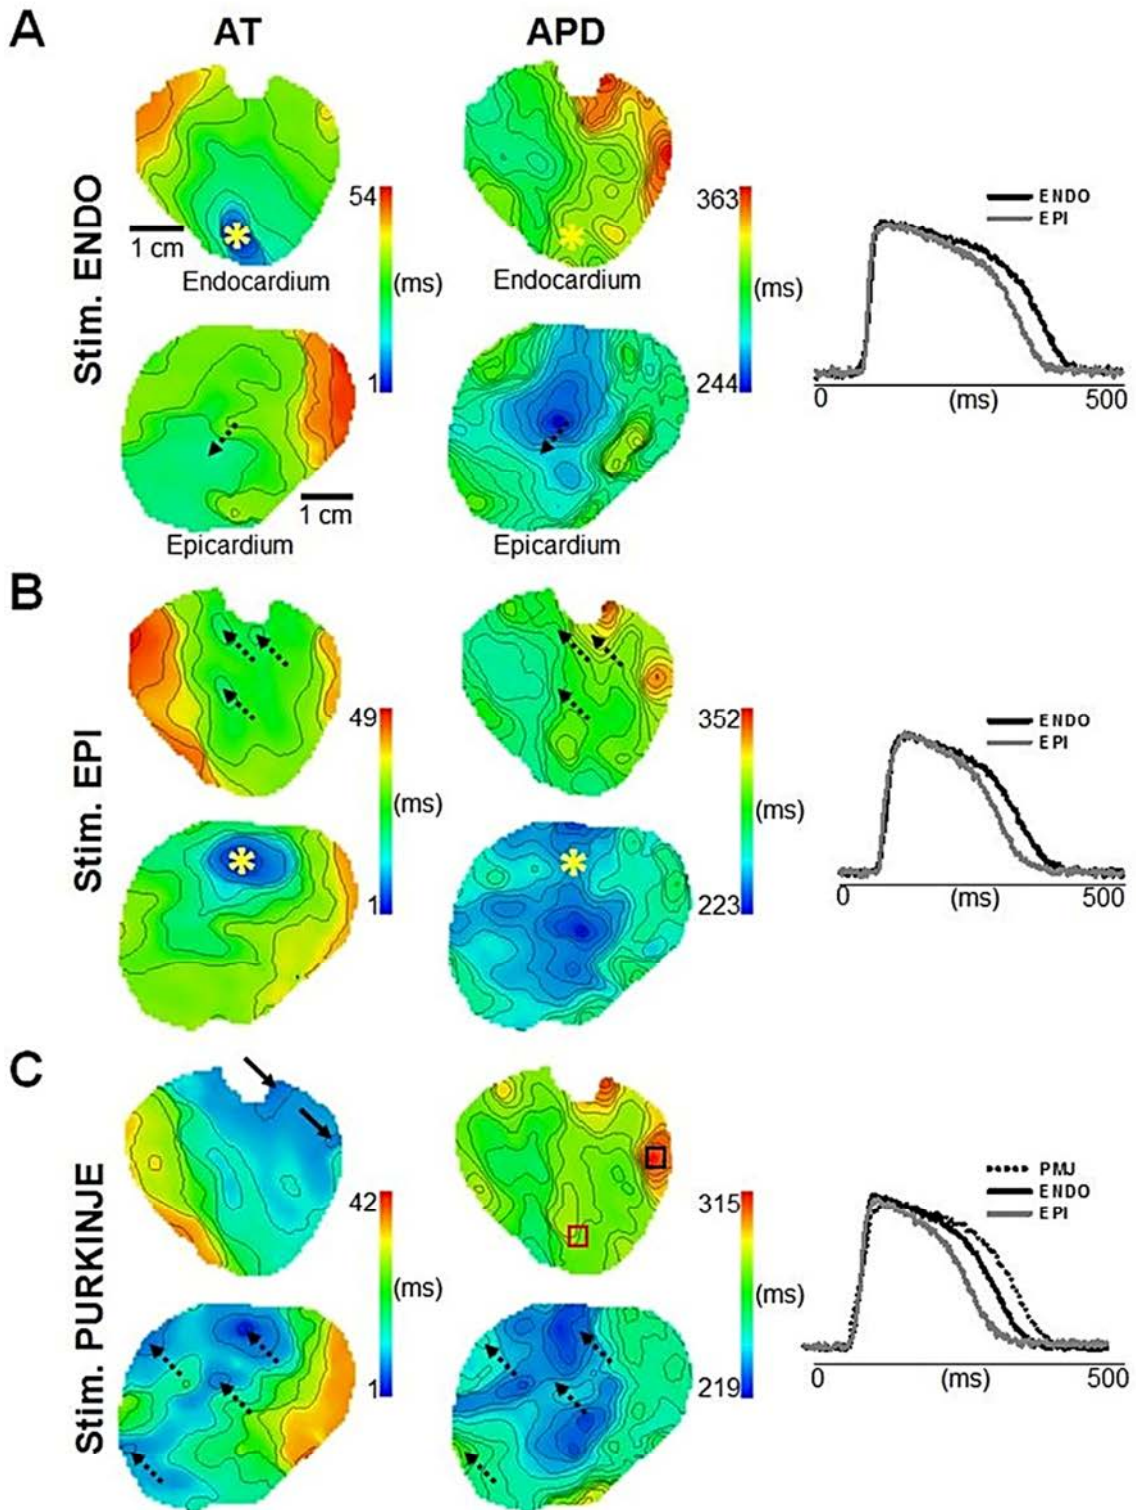 A
AT
APD
Stim. ENDO
54
1
(ms)
1 cm
Endocardium
363
244
(ms)
Endocardium
ENDO
EPI
0
(ms)
500
1 cm
Epicardium
Epicardium
B
Stim. EPI
49
1
(ms)
352
223
(ms)
ENDO
EPI
0
(ms)
500
C
Stim. PURKINJE
42
1
(ms)
315
219
(ms)
PMJ
ENDO
EPI
0
(ms)
500